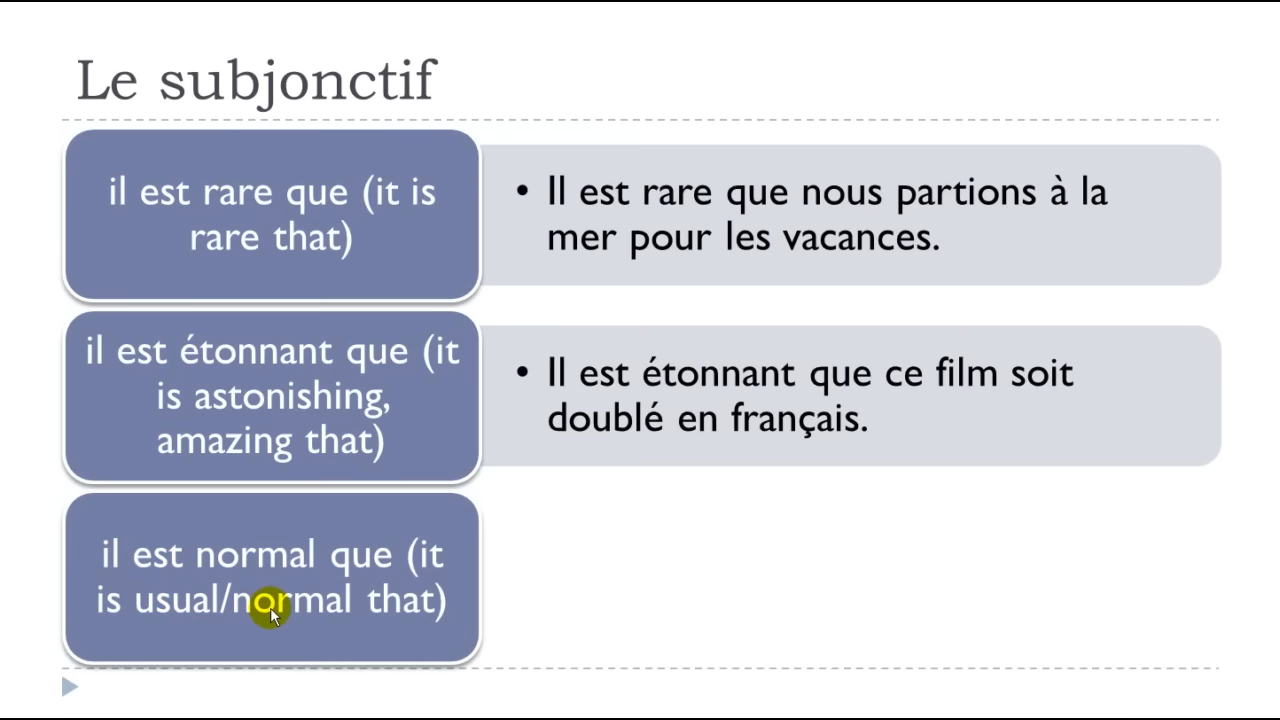 Le subjonctif
il est rare que (it is
rare that)
• Il est rare que nous partions à la
mer pour les vacances.
il est étonnant que (it
is astonishing,
amazing that)
• Il est étonnant que ce film soit
doublé en français.
il est normal que (it
is usual/normal that)